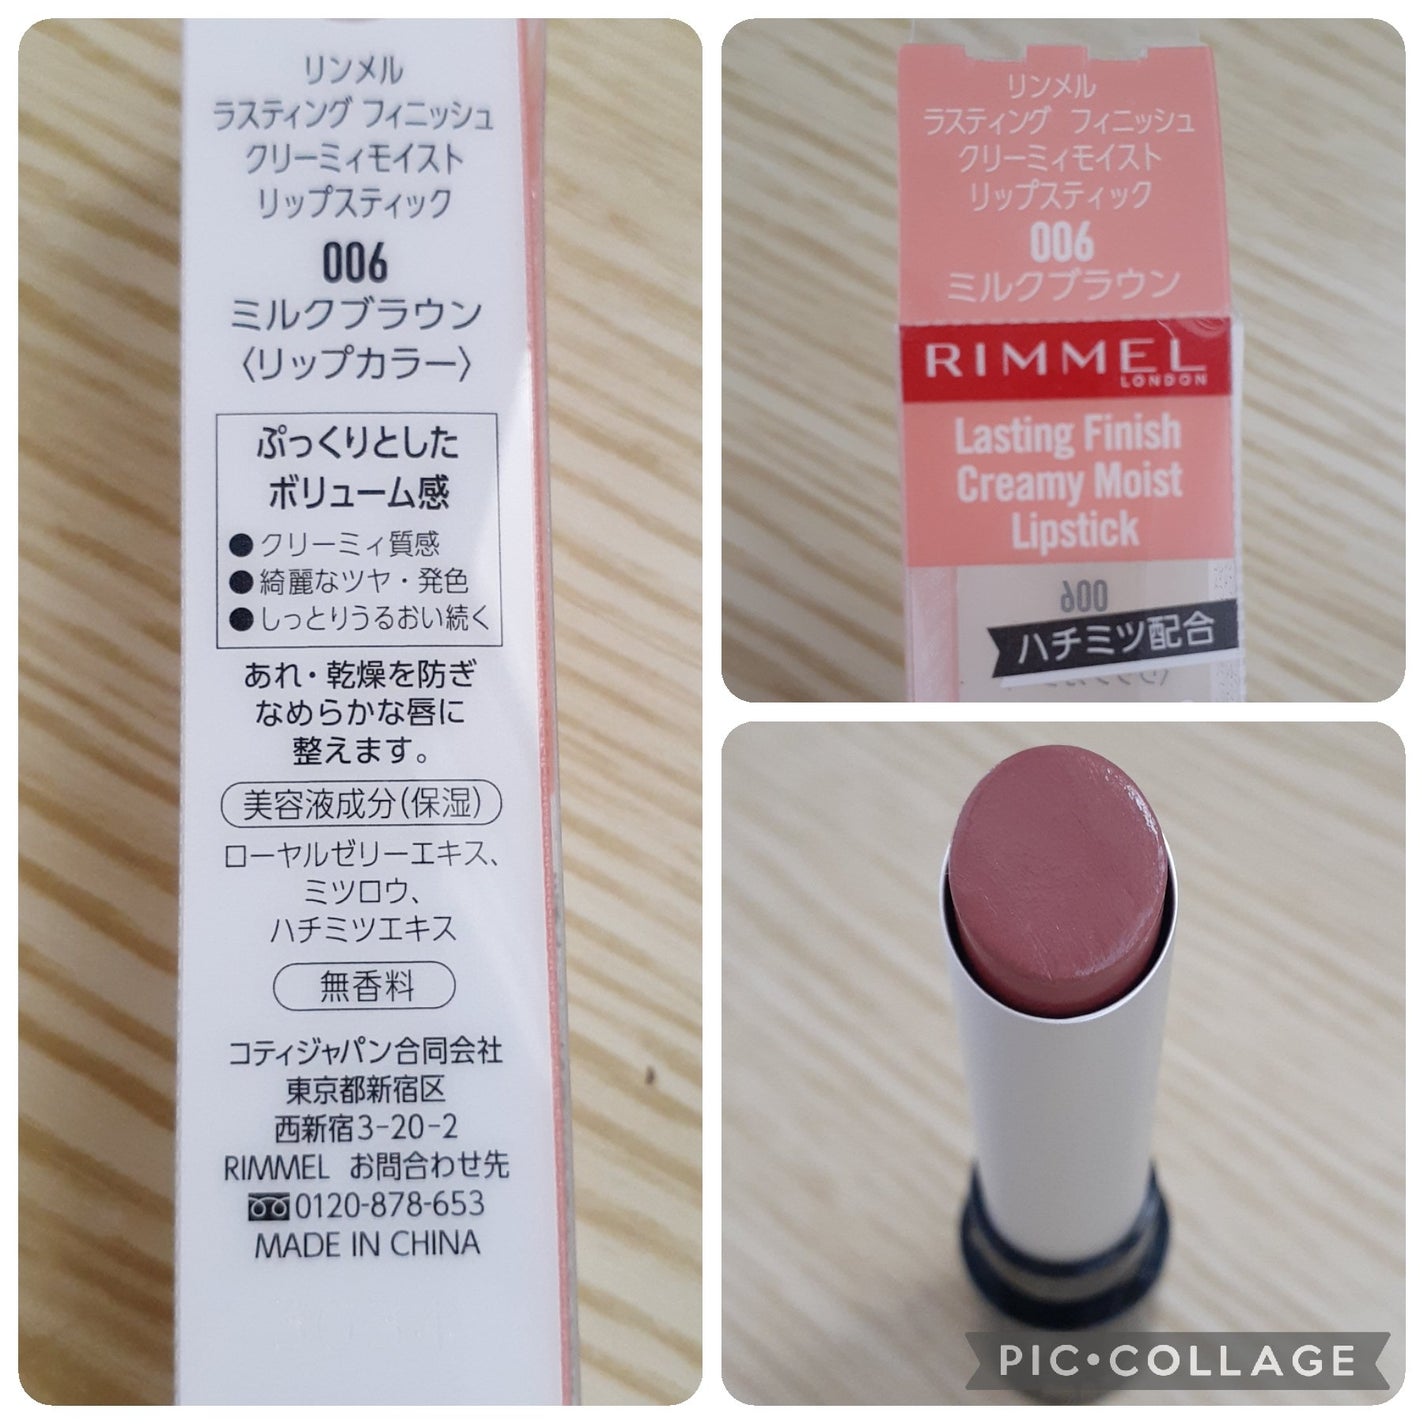 リンメル
ラスティング フィニッシュ
クリーミィモイスト
リップスティック
006
ミルクブラウン
〈リップカラー〉
ぷっくりとした
ボリューム感
●クリーミィ質感
●綺麗なツヤ・発色
●しっとりうるおい続く
あれ・乾燥を防ぎ
なめらかな唇に
整えます。
美容液成分(保湿)
ローヤルゼリーエキス、
ミツロウ、
ハチミツエキス
無香料
コティジャパン合同会社
東京都新宿区
西新宿3-20-2
RIMMEL お問合わせ先
0120-878-653
MADE IN CHINA
リンメル
ラスティング フィニッシュ
クリーミィモイスト
リップスティック
006
ミルクブラウン
RIMMEL
LONDON
Lasting Finish
Creamy Moist
Lipstick
006
ハチミツ配合
PIC•COLLAGE